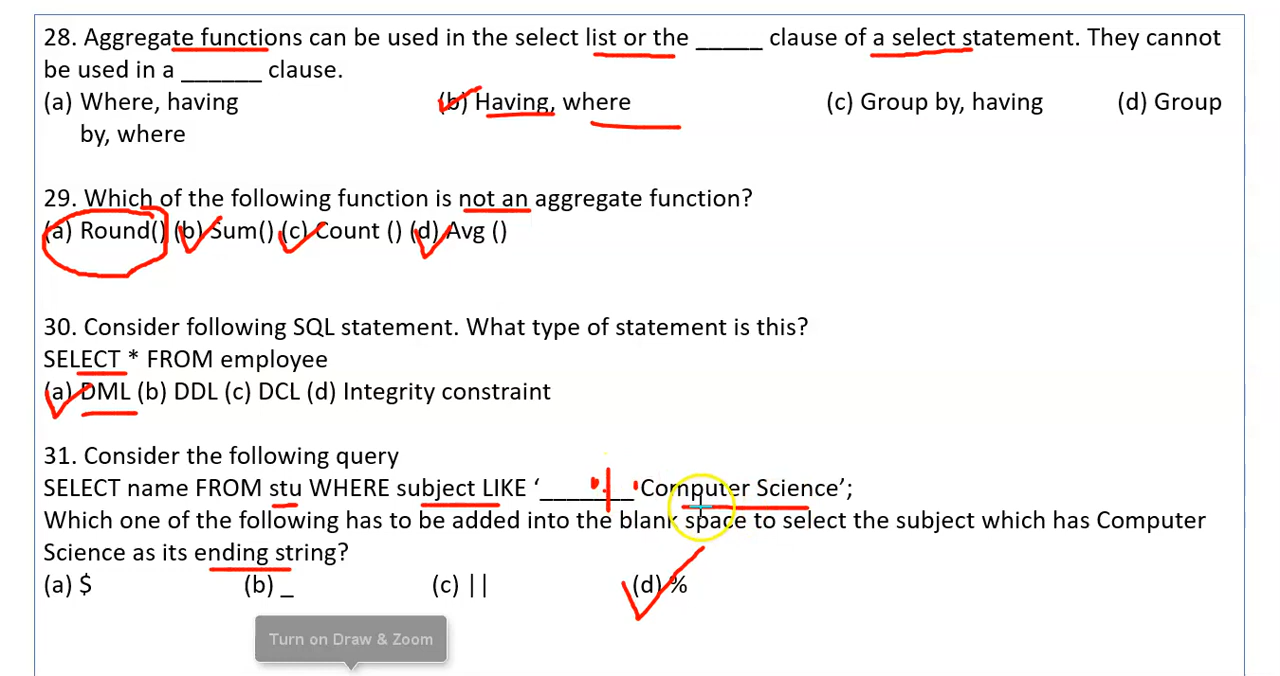 28. Aggregate functions can be used in the select list or the _____ clause of a select statement. They cannot
be used in a ______ clause.
(a) Where, having (b) Having, where (c) Group by, having (d) Group
by, where
29. Which of the following function is not an aggregate function?
(a) Round() (b) Sum() (c) Count () (d) Avg ()
30. Consider following SQL statement. What type of statement is this?
SELECT * FROM employee
(a) DML (b) DDL (c) DCL (d) Integrity constraint
31. Consider the following query
SELECT name FROM stu WHERE subject LIKE ‘_______ Computer Science’;
Which one of the following has to be added into the blank space to select the subject which has Computer
Science as its ending string?
(a) $ (b) _ (c) || (d) %
Turn on Draw & Zoom